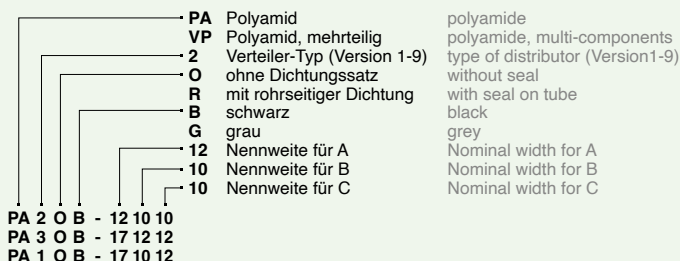 PA Polyamid polyamide
VP Polyamid, mehrteilig polyamide, multi-components
2 Verteiler-Typ (Version 1-9) type of distributor (Version1-9)
O ohne Dichtungssatz without seal
R mit rohrseitiger Dichtung with seal on tube
B schwarz black
G grau grey
12 Nennweite für A Nominal width for A
10 Nennweite für B Nominal width for B
10 Nennweite für C Nominal width for C
PA 2 O B - 12 10 10
PA 3 O B - 17 12 12
PA 1 O B - 17 10 12